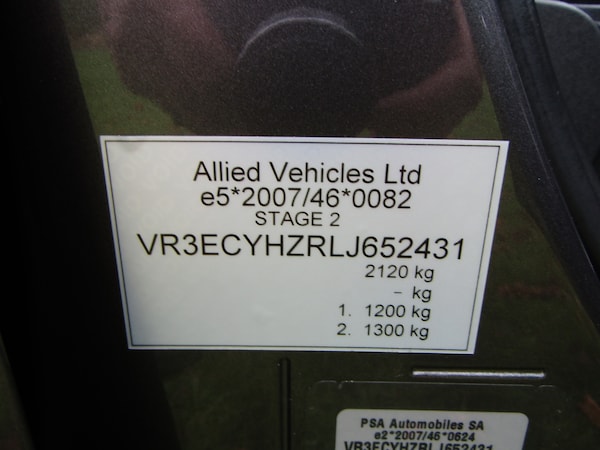 Allied Vehicles Ltd
e5*2007/46*0082
STAGE 2
VR3ECYHZRLJ652431
2120 kg
- kg
1. 1200 kg
2. 1300 kg
PSA Automobiles SA
e2*2007/46*0624
VR3ECYHZRLJ652431